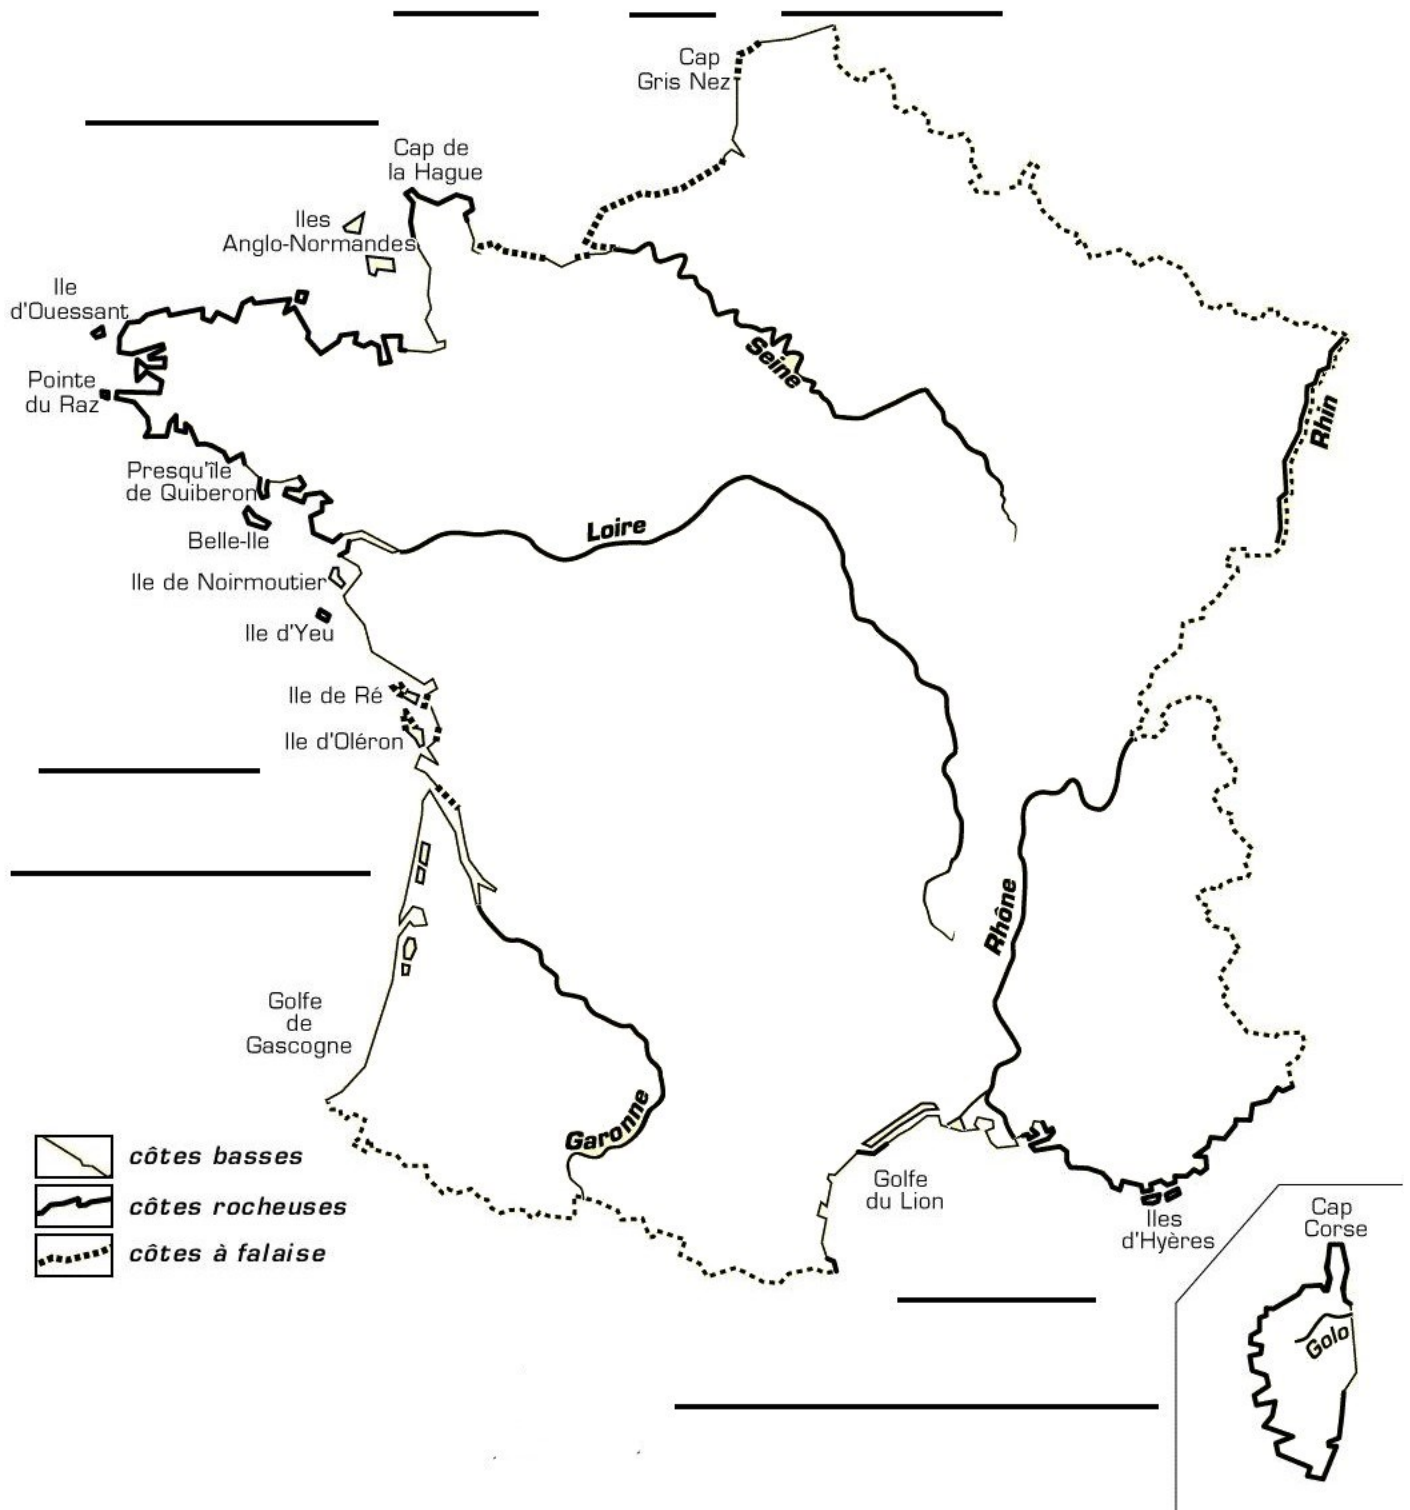 Cap
Gris Nez
Cap de
la Hague
Iles
Anglo-Normandes
Ile
d'Ouessant
Pointe
du Raz
Seine
Rhin
Presqu'île
de Quiberon
Belle-Ile
Loire
Ile de Noirmoutier
Ile d'Yeu
Ile de Ré
Ile d'Oléron
Rhône
Golfe
de
Gascogne
Garonne
côtes basses
côtes rocheuses
côtes à falaise
Golfe
du Lion
Iles
d'Hyères
Cap
Corse
Golo